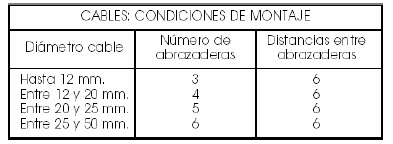 CABLES: CONDICIONES DE MONTAJE
Diámetro cable Número de abrazaderas Distancias entre abrazaderas
Hasta 12 mm. 3 6
Entre 12 y 20 mm. 4 6
Entre 20 y 25 mm. 5 6
Entre 25 y 50 mm. 6 6